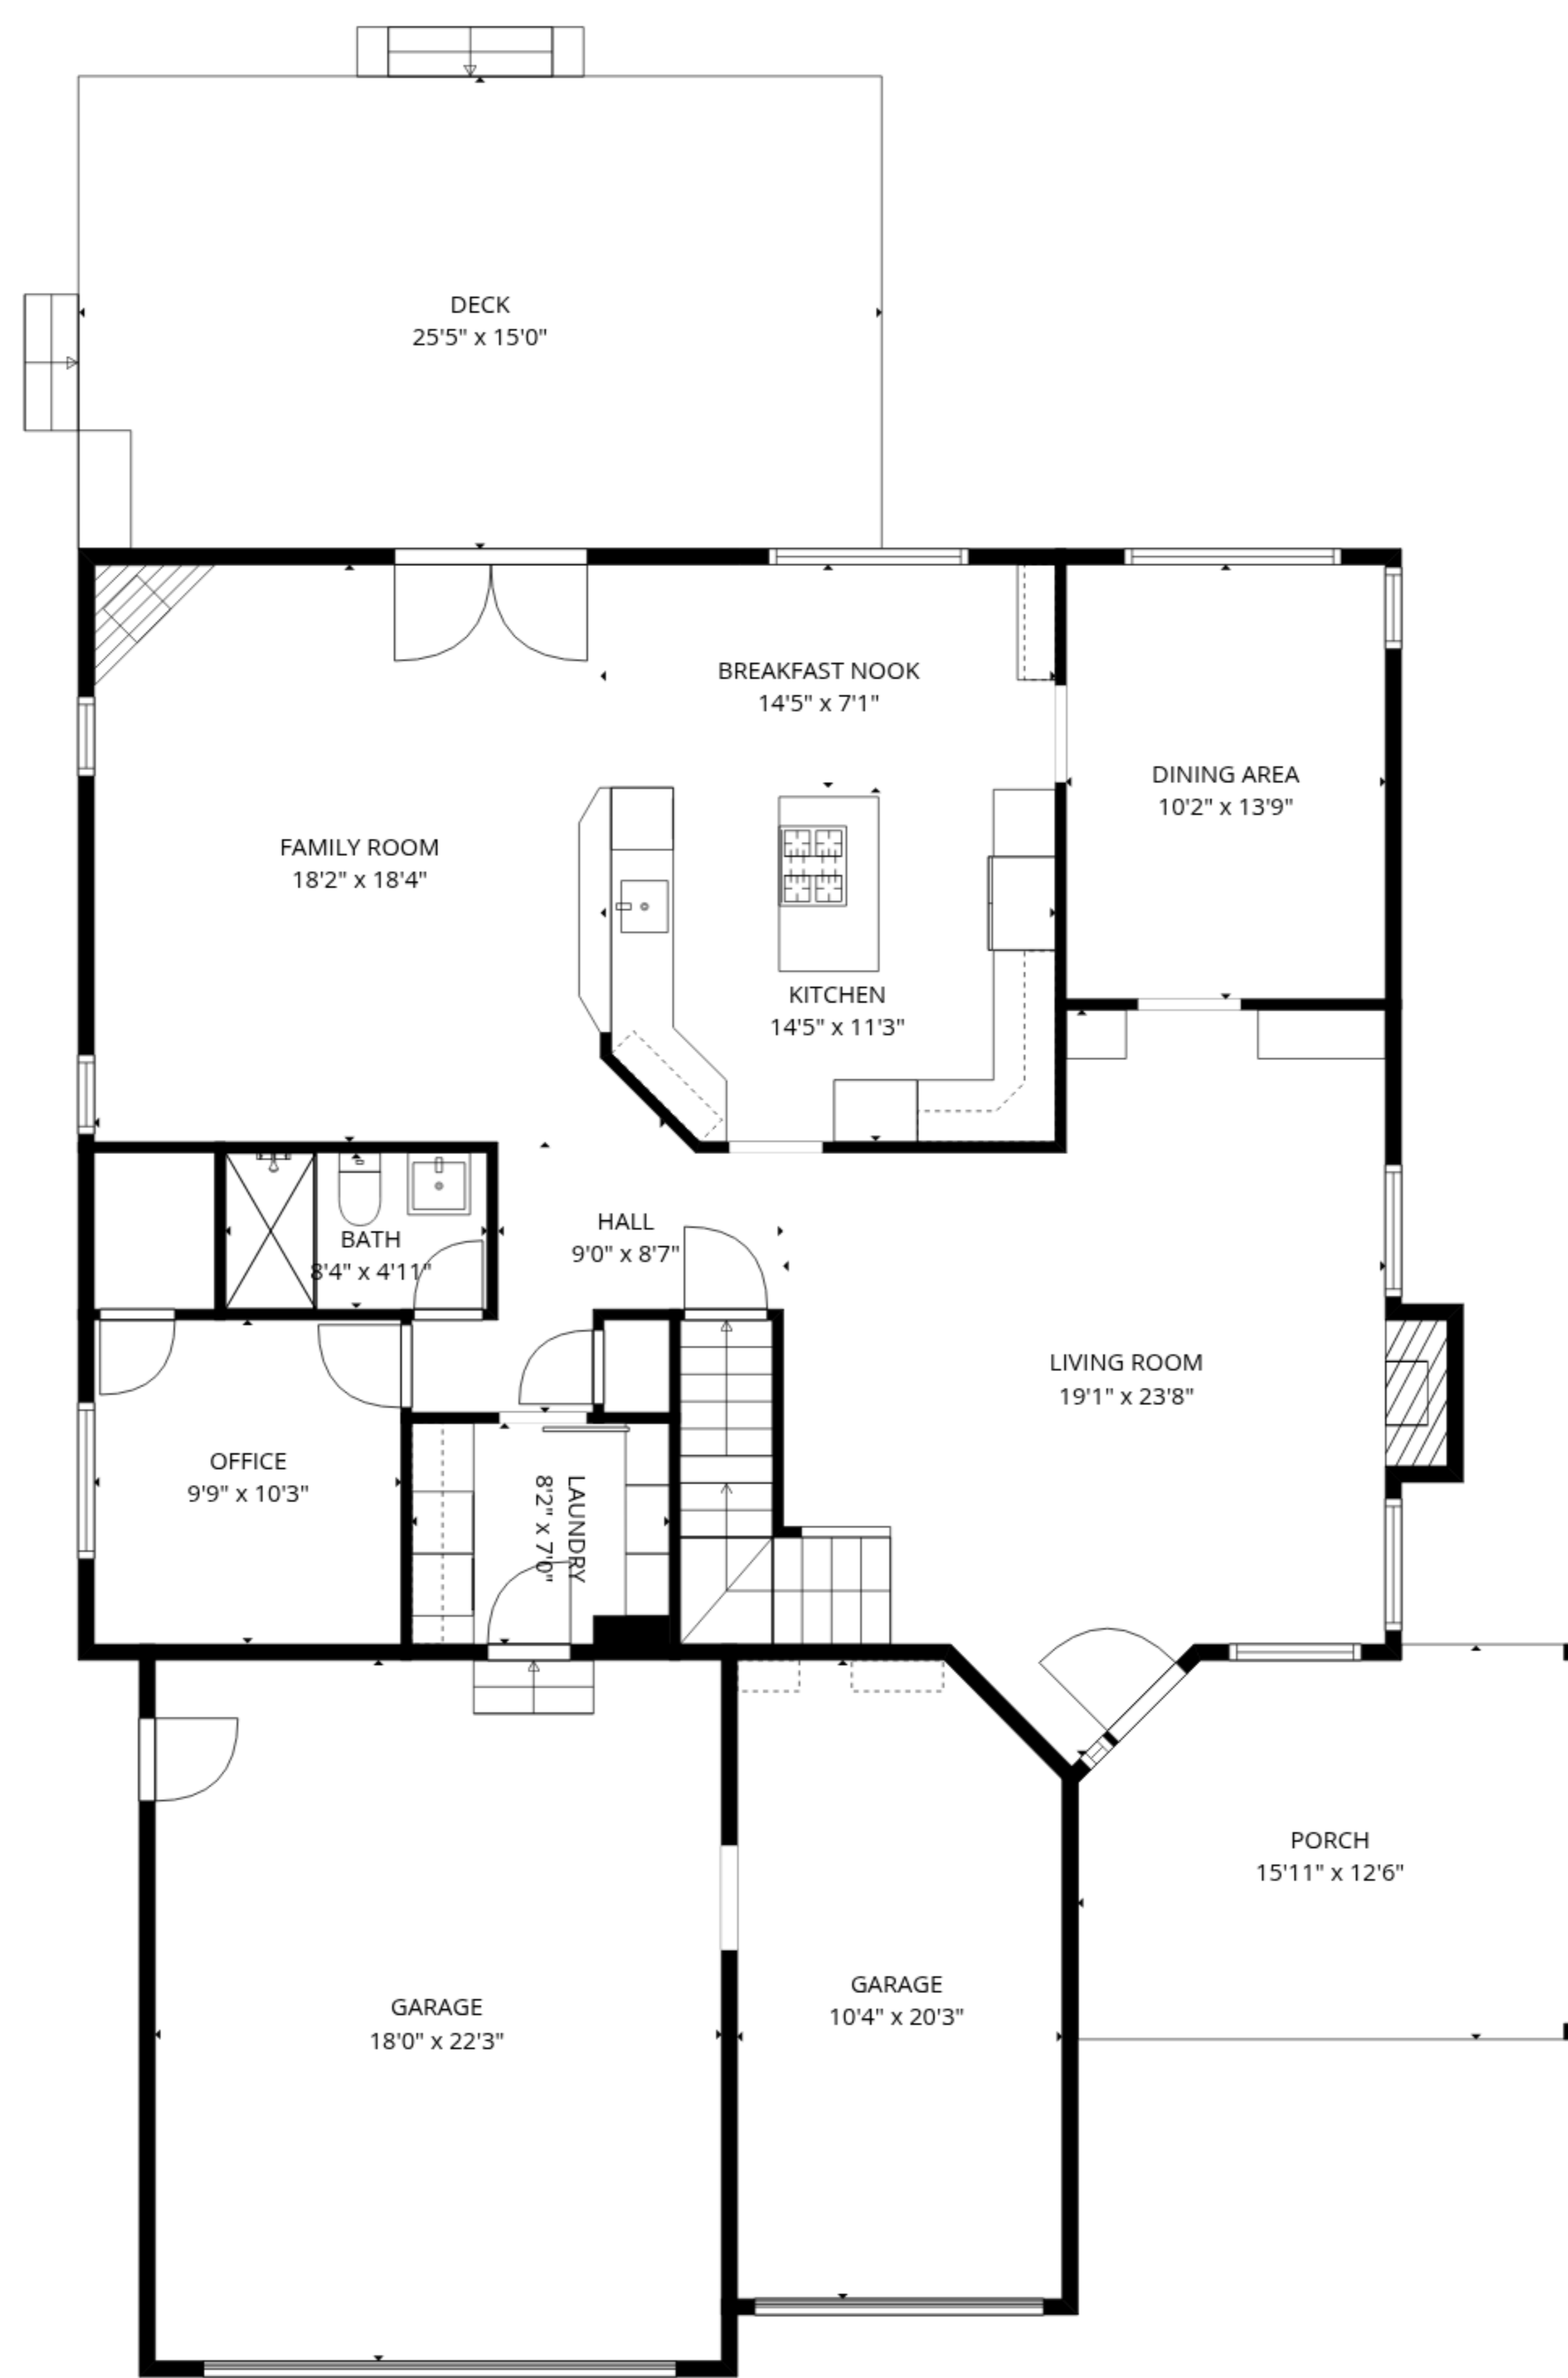 DECK
25'5" x 15'0"
BREAKFAST NOOK
14'5" x 7'1"
DINING AREA
10'2" x 13'9"
FAMILY ROOM
18'2" x 18'4"
KITCHEN
14'5" x 11'3"
HALL
9'0" x 8'7"
BATH
8'4" x 4'11"
LIVING ROOM
19'1" x 23'8"
OFFICE
9'9" x 10'3"
LAUNDRY
8'2" x 7'0"
PORCH
15'11" x 12'6"
GARAGE
10'4" x 20'3"
GARAGE
18'0" x 22'3"